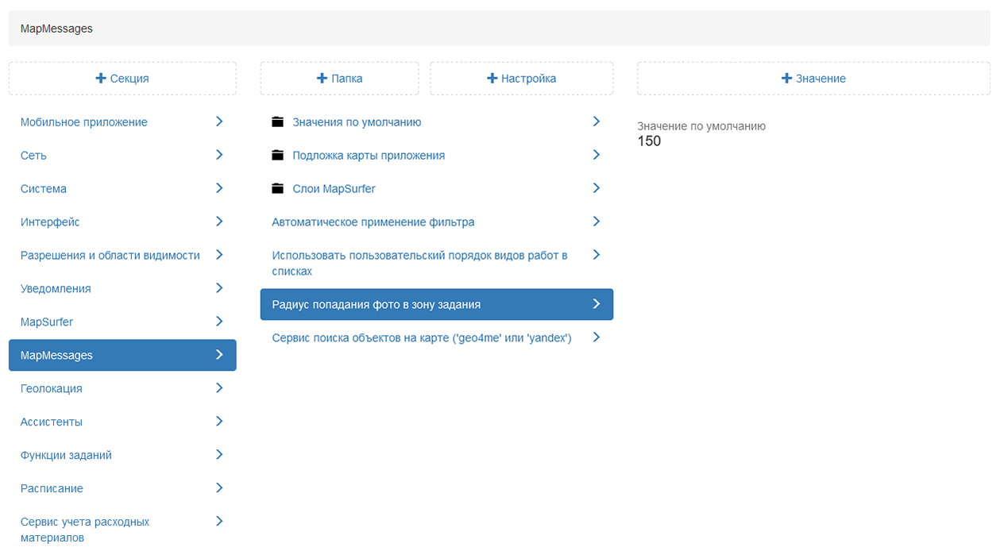 MapMessages
Секция
Папка
Настройка
Значение
Мобильное приложение
Сеть
Система
Интерфейс
Разрешения и области видимости
Уведомления
MapSurfer
MapMessages
Геолокация
Ассистенты
Функции заданий
Расписание
Сервис учета расходных
материалов
Значения по умолчанию
Подложка карты приложения
Слои MapSurfer
Автоматическое применение фильтра
Использовать пользовательский порядок видов работ в
списках
Радиус попадания фото в зону задания
Сервис поиска объектов на карте ('geo4me' или 'yandex')
Значение по умолчанию
150